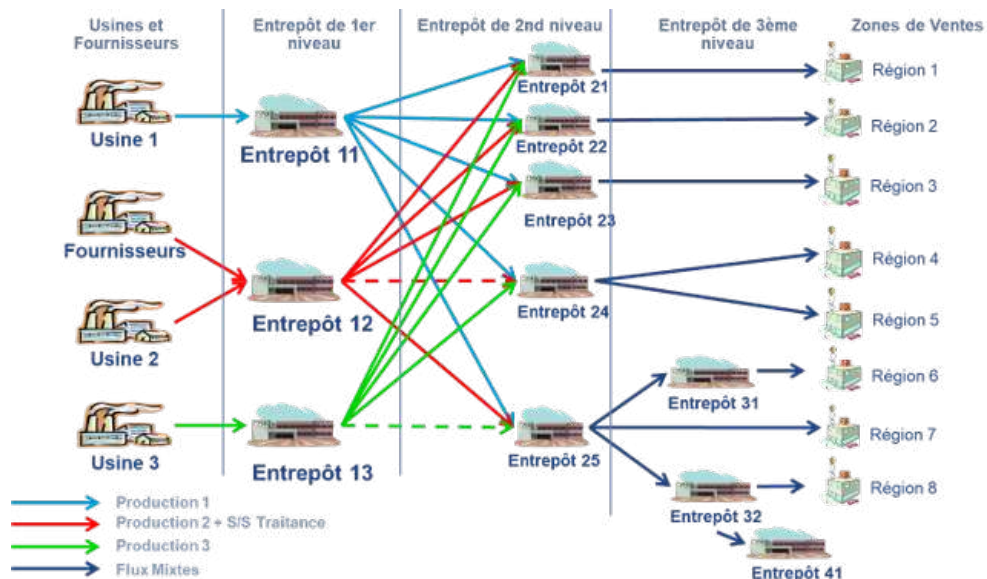 Usines et
Fournisseurs
Entrepôt de 1er
niveau
Entrepôt de 2nd niveau
Entrepôt de 3ème
niveau
Zones de Ventes
Usine 1
Fournisseurs
Usine 2
Usine 3
Entrepôt 11
Entrepôt 12
Entrepôt 13
Entrepôt 21
Entrepôt 22
Entrepôt 23
Entrepôt 24
Entrepôt 25
Entrepôt 31
Entrepôt 32
Entrepôt 41
Région 1
Région 2
Région 3
Région 4
Région 5
Région 6
Région 7
Région 8
Production 1
Production 2 + S/S Traitance
Production 3
Flux Mixtes